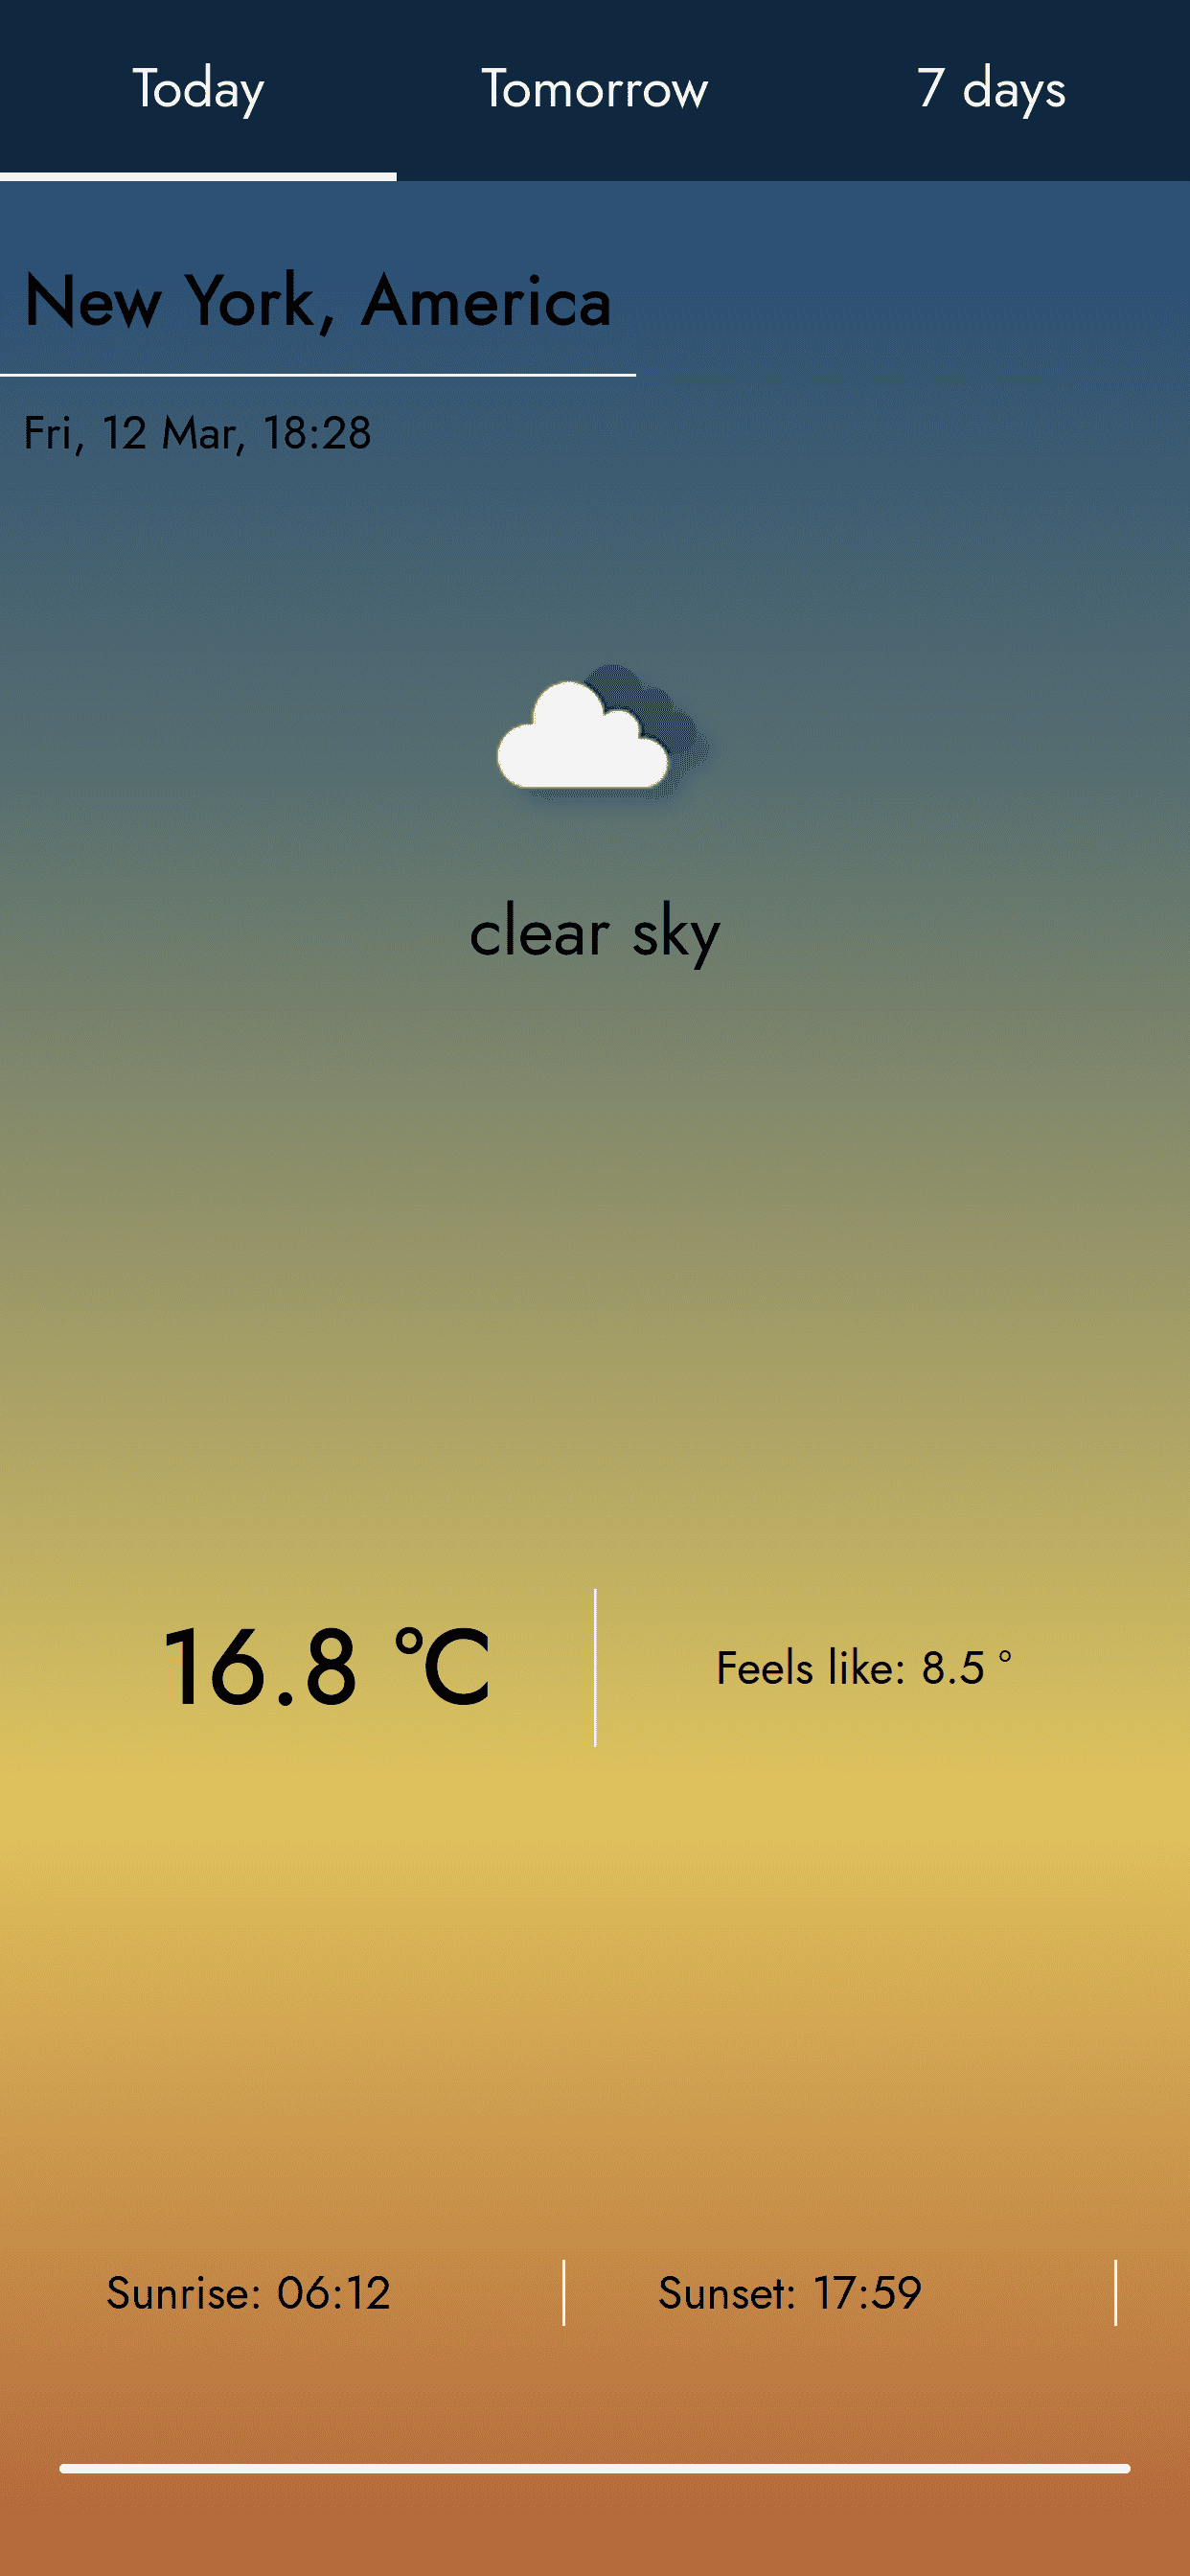 Today Tomorrow 7 days
New York, America
Fri, 12 Mar, 18:28
clear sky
16.8 °C Feels like: 8.5 °
Sunrise: 06:12 Sunset: 17:59